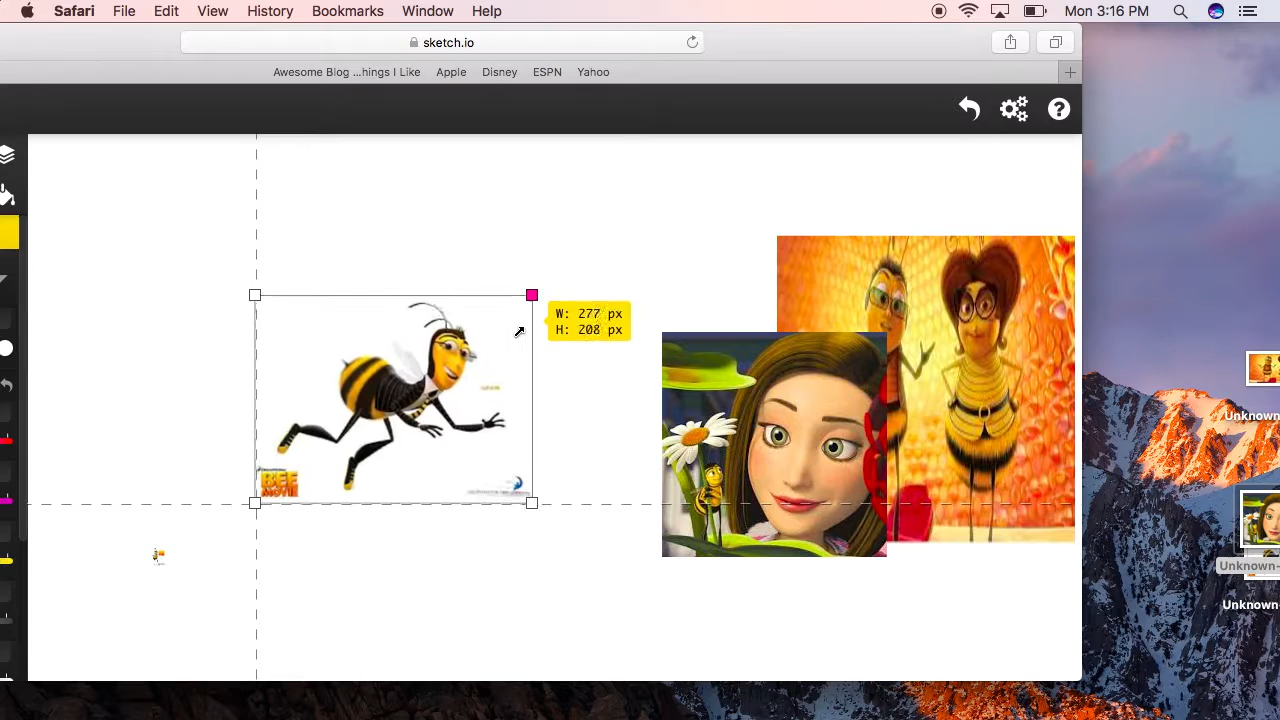 Safari File Edit View History Bookmarks Window Help Mon 3:16 PM
sketch.io
Awesome Blog ...hings I Like Apple Disney ESPN Yahoo
W: 277 px
H: 208 px
BEE
MOVIE
Unknown
Unknown-
Unknown-